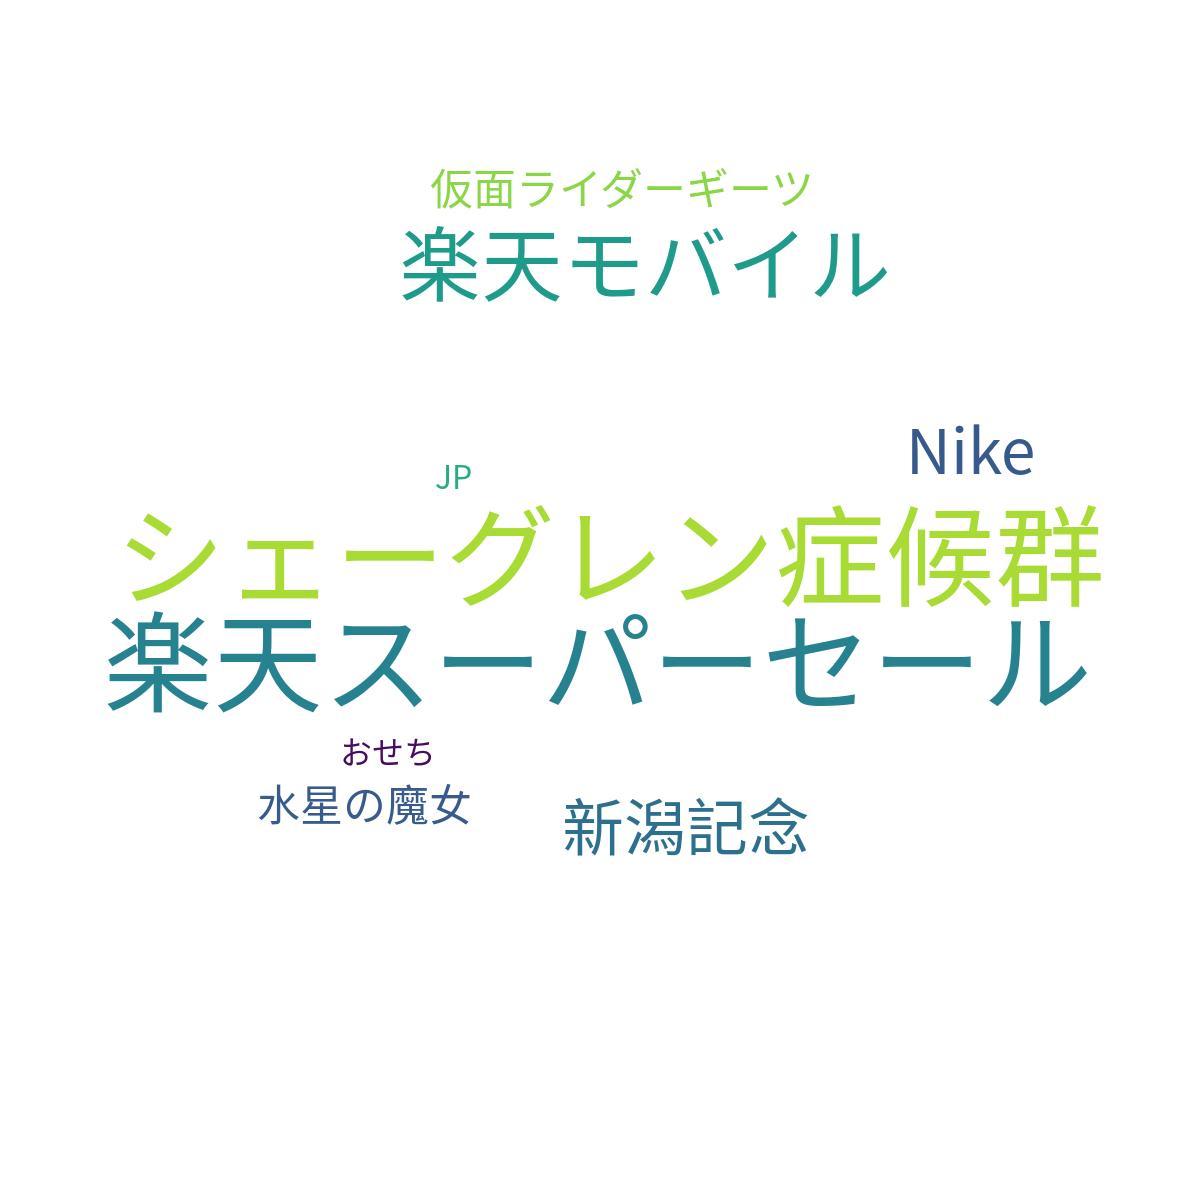 仮面ライダーギーツ
楽天モバイル
Nike
JP
シェーグレン症候群
楽天スーパーセール
おせち
水星の魔女
新潟記念